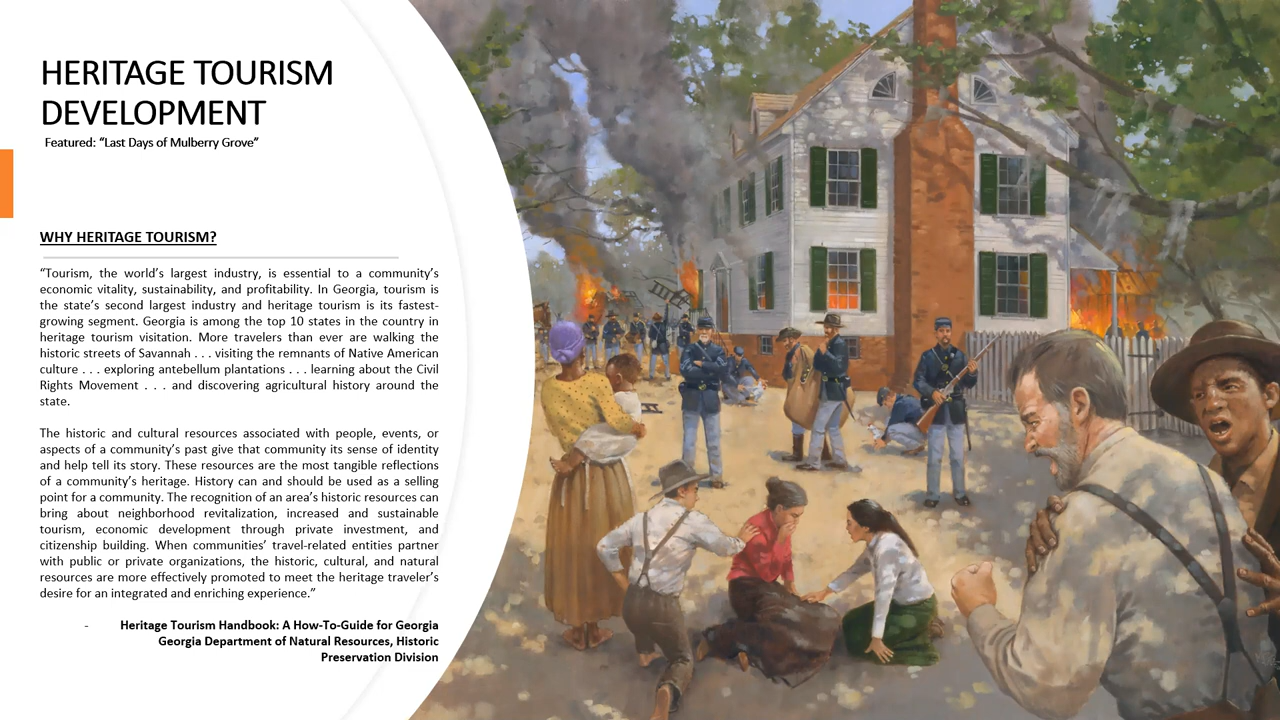 HERITAGE TOURISM
DEVELOPMENT
Featured: “Last Days of Mulberry Grove”
WHY HERITAGE TOURISM?
“Tourism, the world’s largest industry, is essential to a community’s
economic vitality, sustainability, and profitability. In Georgia, tourism is
the state’s second largest industry and heritage tourism is its fastest-
growing segment. Georgia is among the top 10 states in the country in
heritage tourism visitation. More travelers than ever are walking the
historic streets of Savannah . . . visiting the remnants of Native American
culture . . . exploring antebellum plantations . . . learning about the Civil
Rights Movement . . . and discovering agricultural history around the
state.
The historic and cultural resources associated with people, events, or
aspects of a community’s past give that community its sense of identity
and help tell its story. These resources are the most tangible reflections
of a community’s heritage. History can and should be used as a selling
point for a community. The recognition of an area’s historic resources can
bring about neighborhood revitalization, increased and sustainable
tourism, economic development through private investment, and
citizenship building. When communities’ travel-related entities partner
with public or private organizations, the historic, cultural, and natural
resources are more effectively promoted to meet the heritage traveler’s
desire for an integrated and enriching experience.”
- Heritage Tourism Handbook: A How-To-Guide for Georgia
Georgia Department of Natural Resources, Historic
Preservation Division